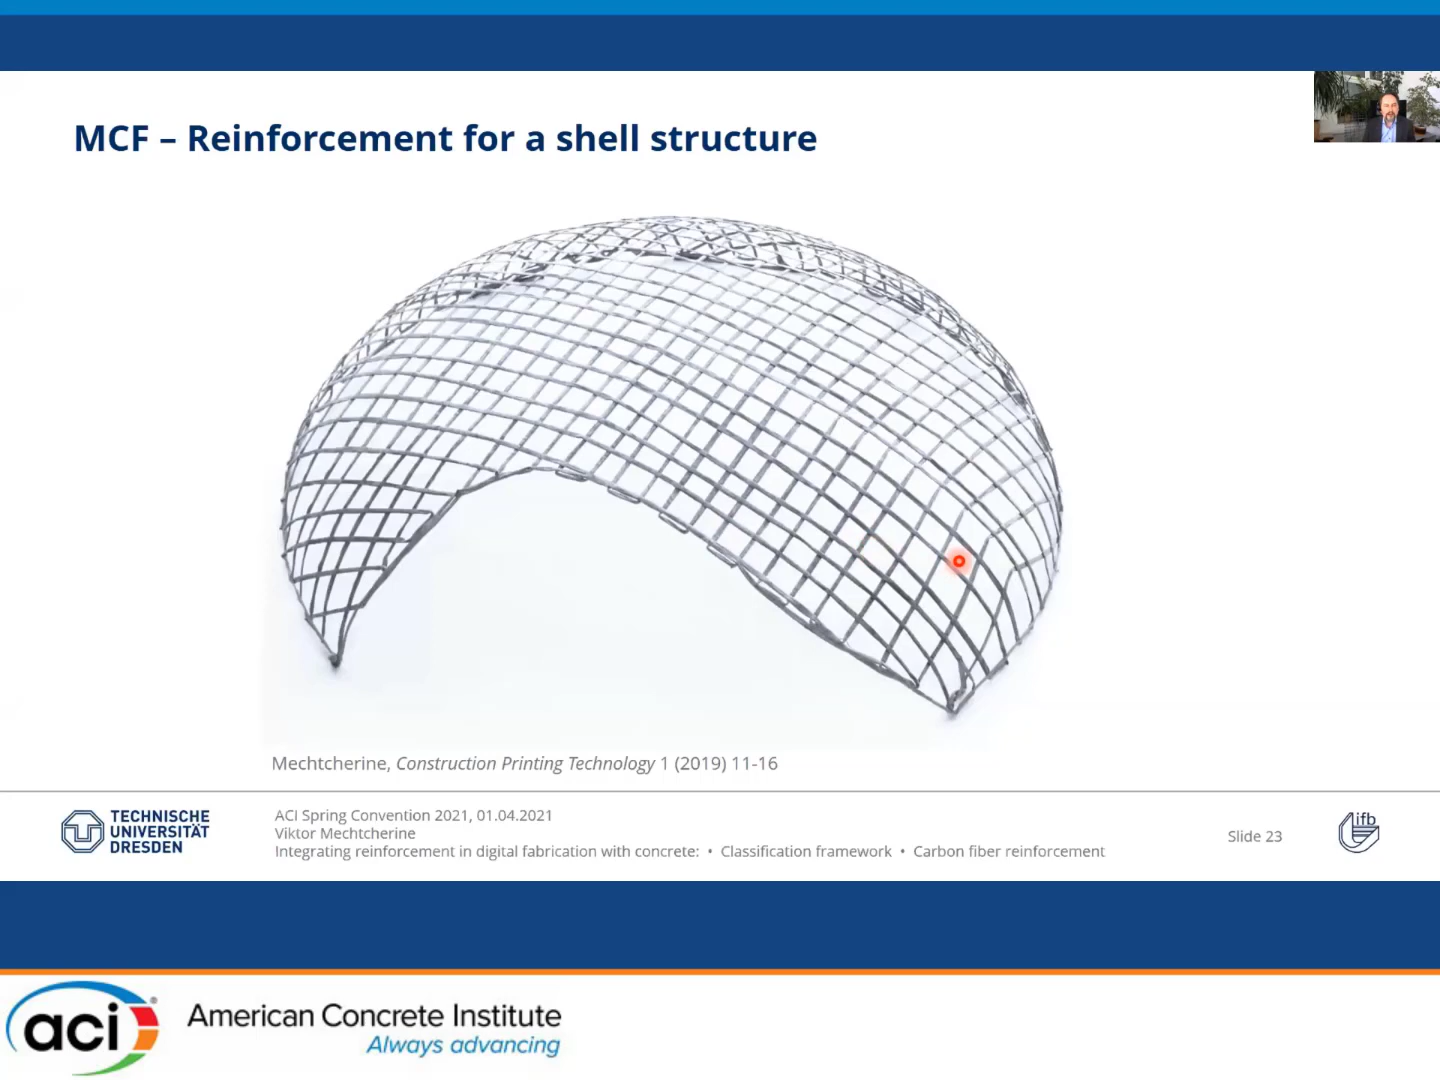 MCF – Reinforcement for a shell structure
Mechtcherine, Construction Printing Technology 1 (2019) 11-16
TECHNISCHE
UNIVERSITÄT
DRESDEN
ACI Spring Convention 2021, 01.04.2021
Viktor Mechtcherine
Integrating reinforcement in digital fabrication with concrete: • Classification framework • Carbon fiber reinforcement
Slide 23
ifb
aci®
American Concrete Institute
Always advancing